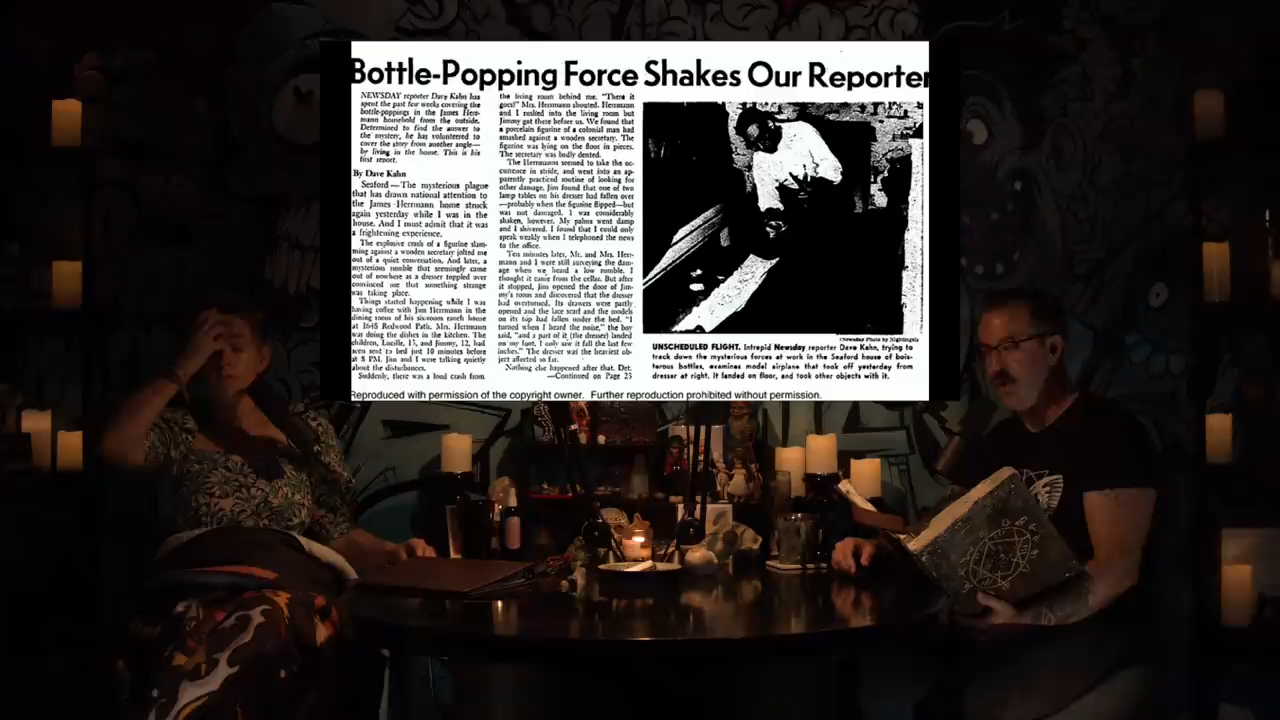 Bottle-Popping Force Shakes Our Reporter
NEWSDAY reporter Dave Kahn has
spent the past few weeks covering the
bottle-poppings in the James Herr-
mann household from the outside.
Determined to find the answer to
the mystery, he has volunteered to
cover the story from another angle—
by living in the house. This is his
first report.
By Dave Kahn
Seaford—The mysterious plague
that has drawn national attention to
the James Herrmann home struck
again yesterday while I was in the
house. And I must admit that it was
a frightening experience.
The explosive crash of a figurine slam-
ming against a wooden secretary jolted me
out of a quiet conversation. And later, a
mysterious rumble that seemingly came
out of nowhere as a dresser toppled over
convinced me that something strange
was taking place.
Things started happening while I was
having coffee with Jim Herrmann in the
dining room of his six-room ranch house
at 1648 Redwood Path. Mrs. Herrmann
was doing the dishes in the kitchen. The
children, Lucille, 13, and Jimmy, 12, had
been sent to bed just 10 minutes before
at 8 PM. Jim and I were talking quietly
about the disturbances.
Suddenly, there was a loud crash from
the living room behind me. "There it
goes!" Mrs. Herrmann shouted. Herrmann
and I rushed into the living room but
Jimmy got there before us. We found that
a porcelain figurine of a colonial man had
smashed against a wooden secretary. The
figurine was lying on the floor in pieces.
The secretary was badly dented.
The Herrmanns seemed to take the oc-
currence in stride, and went into an ap-
parently practiced routine of looking for
other damage. Jim found that one of two
lamp tables on his dresser had fallen over
—probably when the figurine flipped—but
was not damaged. I was considerably
shaken, however. My palms went damp
and I shivered. I found that I could only
speak weakly when I telephoned the news
to the office.
Ten minutes later, Mr. and Mrs. Herr-
mann and I were still surveying the dam-
age when we heard a low rumble. I
thought it came from the cellar. But after
it stopped, Jim opened the door of Jim-
my's room and discovered that the dresser
had overturned. Its drawers were partly
opened and the lace scarf and the models
on its top had fallen under the bed. "I
turned when I heard the noise," the boy
said, "and a part of it (the dresser) landed
on my foot. I only saw it fall the last few
inches." The dresser was the heaviest ob-
ject affected so far.
Nothing else happened after that. Det.
—Continued on Page 23
(Newsday Photo by Nightingale
UNSCHEDULED FLIGHT. Intrepid Newsday reporter Dave Kahn, trying to
track down the mysterious forces at work in the Seaford house of bois-
terous bottles, examines model airplane that took off yesterday from
dresser at right. It landed on floor, and took other objects with it.
Reproduced with permission of the copyright owner. Further reproduction prohibited without permission.